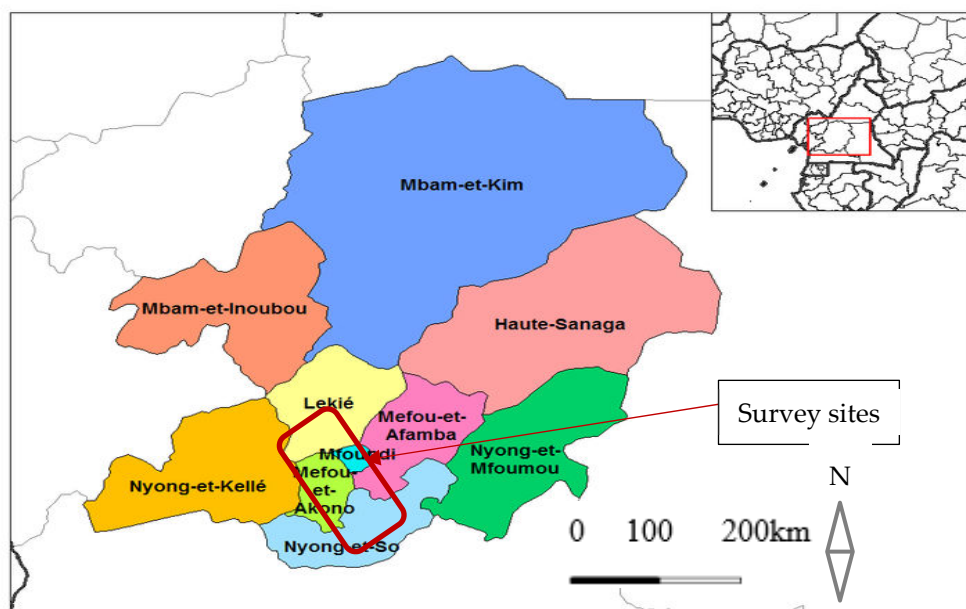 Mbam-et-Kim
Mbam-et-Inoubou
Haute-Sanaga
Lekié
Mefou-et-
Afamba
Survey sites
Mfoundi
Nyong-et-
Mfoumou
Mefou-
et-
Akono
Nyong-et-Kellé
N
Nyong-et-So
0 100 200km